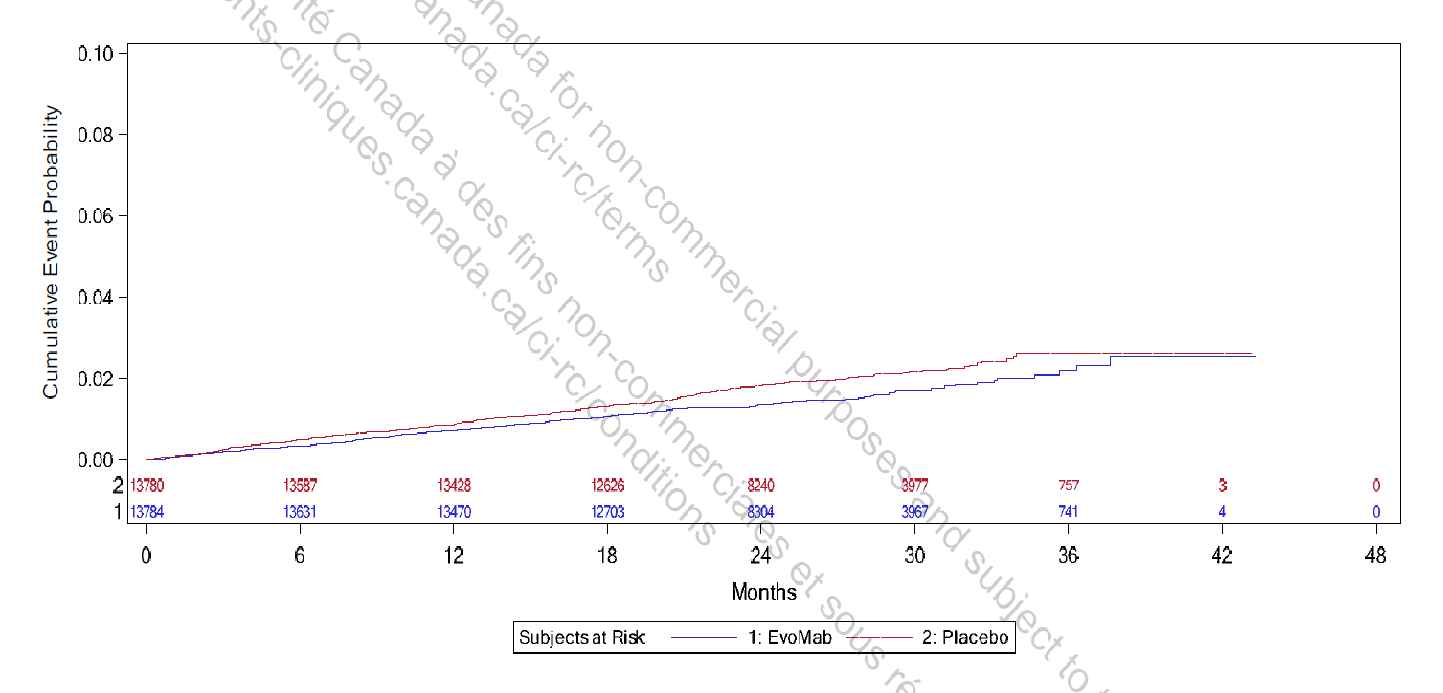 ité Canada à des fins non-commerciales et sous ré
ents-cliniques.canada.ca/ci-rc/conditions
anada for non-commercial purposes and subject to t
anada.ca/ci-rc/terms
0.10
0.08
0.06
0.04
0.02
0.00
Cumulative Event Probability
2 13780 13587 13428 12626 8240 3977 757 3 0
1 13784 13631 13470 12703 8304 3967 741 4 0
0 6 12 18 24 30 36 42 48
Months
Subjects at Risk 1: EvoMab 2: Placebo